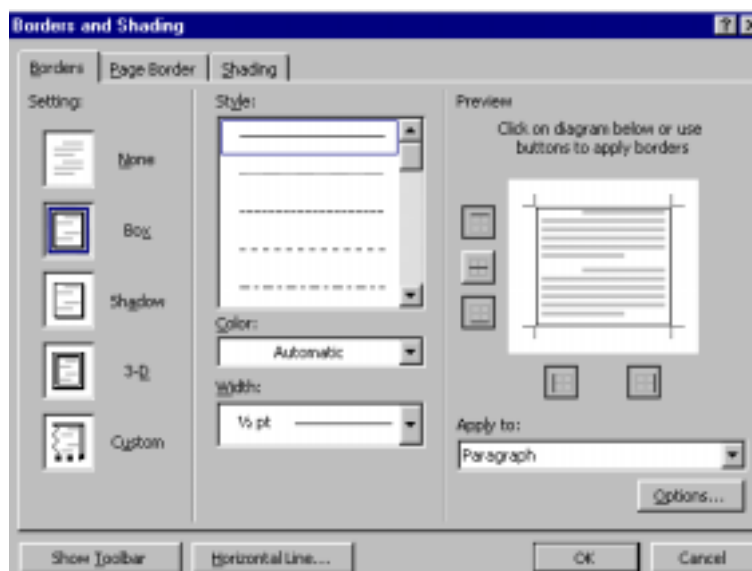 Borders and Shading
Borders
Page Border
Shading
Setting:
None
Box
Shadow
3-D
Custom
Style:
Color:
Automatic
Width:
½ pt
Preview
Click on diagram below or use
buttons to apply borders
Apply to:
Paragraph
Options...
Show Toolbar
Horizontal Line...
OK
Cancel